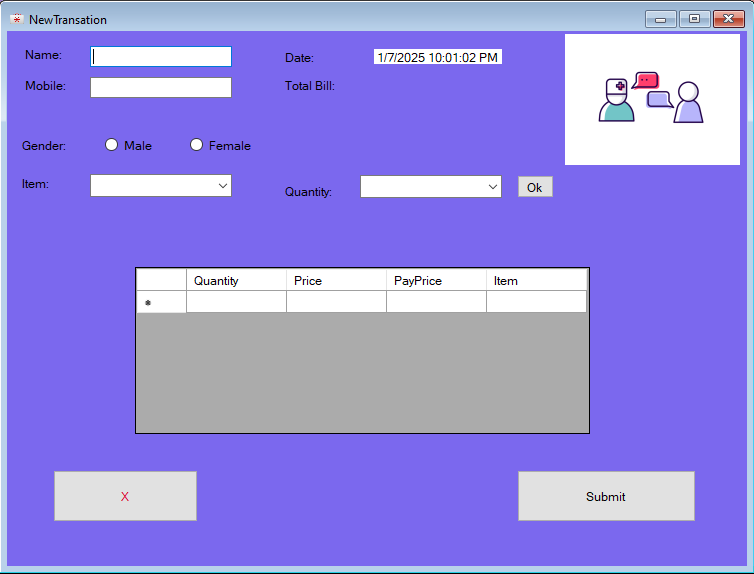 NewTransation
Name:
Date: 1/7/2025 10:01:02 PM
Mobile:
Total Bill:
Gender: Male Female
Item:
Quantity: Ok
Quantity Price PayPrice Item
*
X
Submit